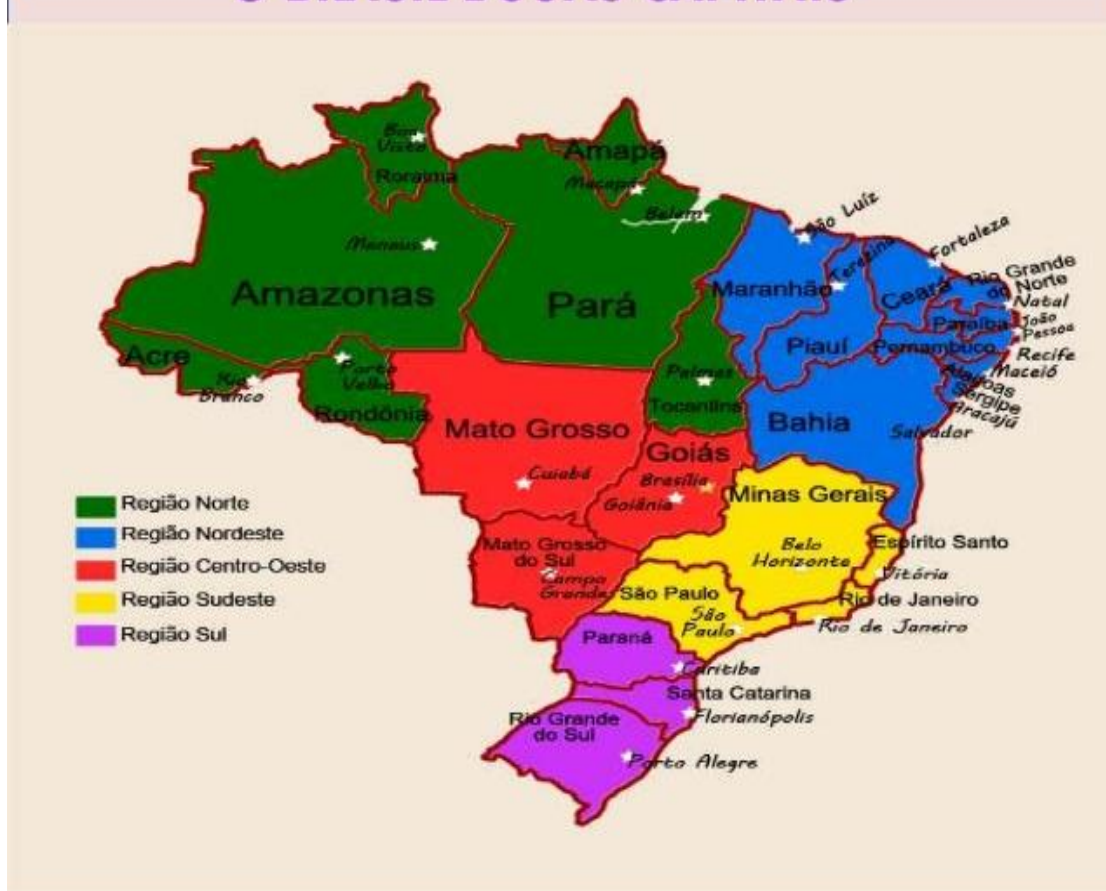 Boa
Vista
Roraima
Amapá
Macapá
Belem
Manaus
Amazonas
Pará
São Luíz
Terezina
Fortaleza
Maranhão
Ceará
Rio Grande
do Norte
Natal
Paraíba
João
Pessoa
Piauí
Pernambuco
Recife
Maceió
Alagoas
Sergipe
Aracajú
Acre
Rio
Branco
Porto
Velho
Rondônia
Palmas
Tocantins
Bahia
Salvador
Mato Grosso
Cuiabá
Goiás
Brasília
Goiânia
Minas Gerais
Belo
Horizonte
Espírito Santo
Vitória
Mato Grosso
do Sul
Campo
Grande
São Paulo
São
Paulo
Rio de Janeiro
Rio de Janeiro
Paraná
Curitiba
Santa Catarina
Florianópolis
Rio Grande
do Sul
Porto Alegre
Região Norte
Região Nordeste
Região Centro-Oeste
Região Sudeste
Região Sul